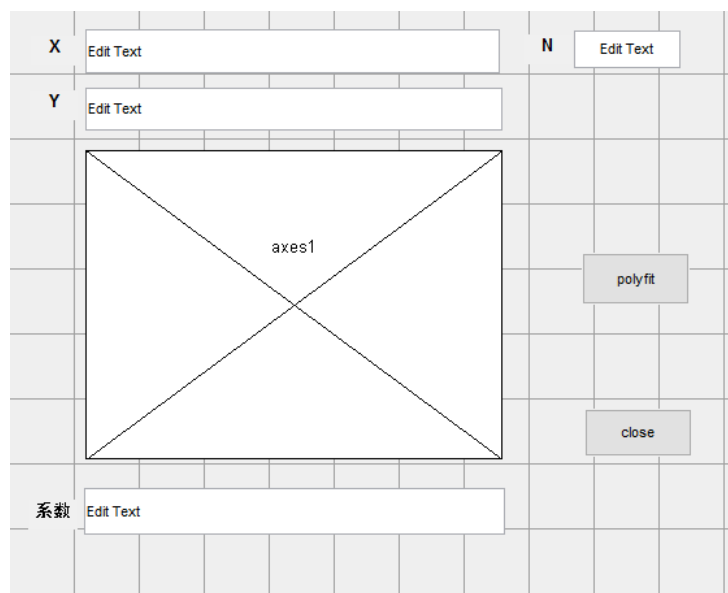 X
Edit Text
N
Edit Text
Y
Edit Text
axes1
polyfit
close
系数
Edit Text